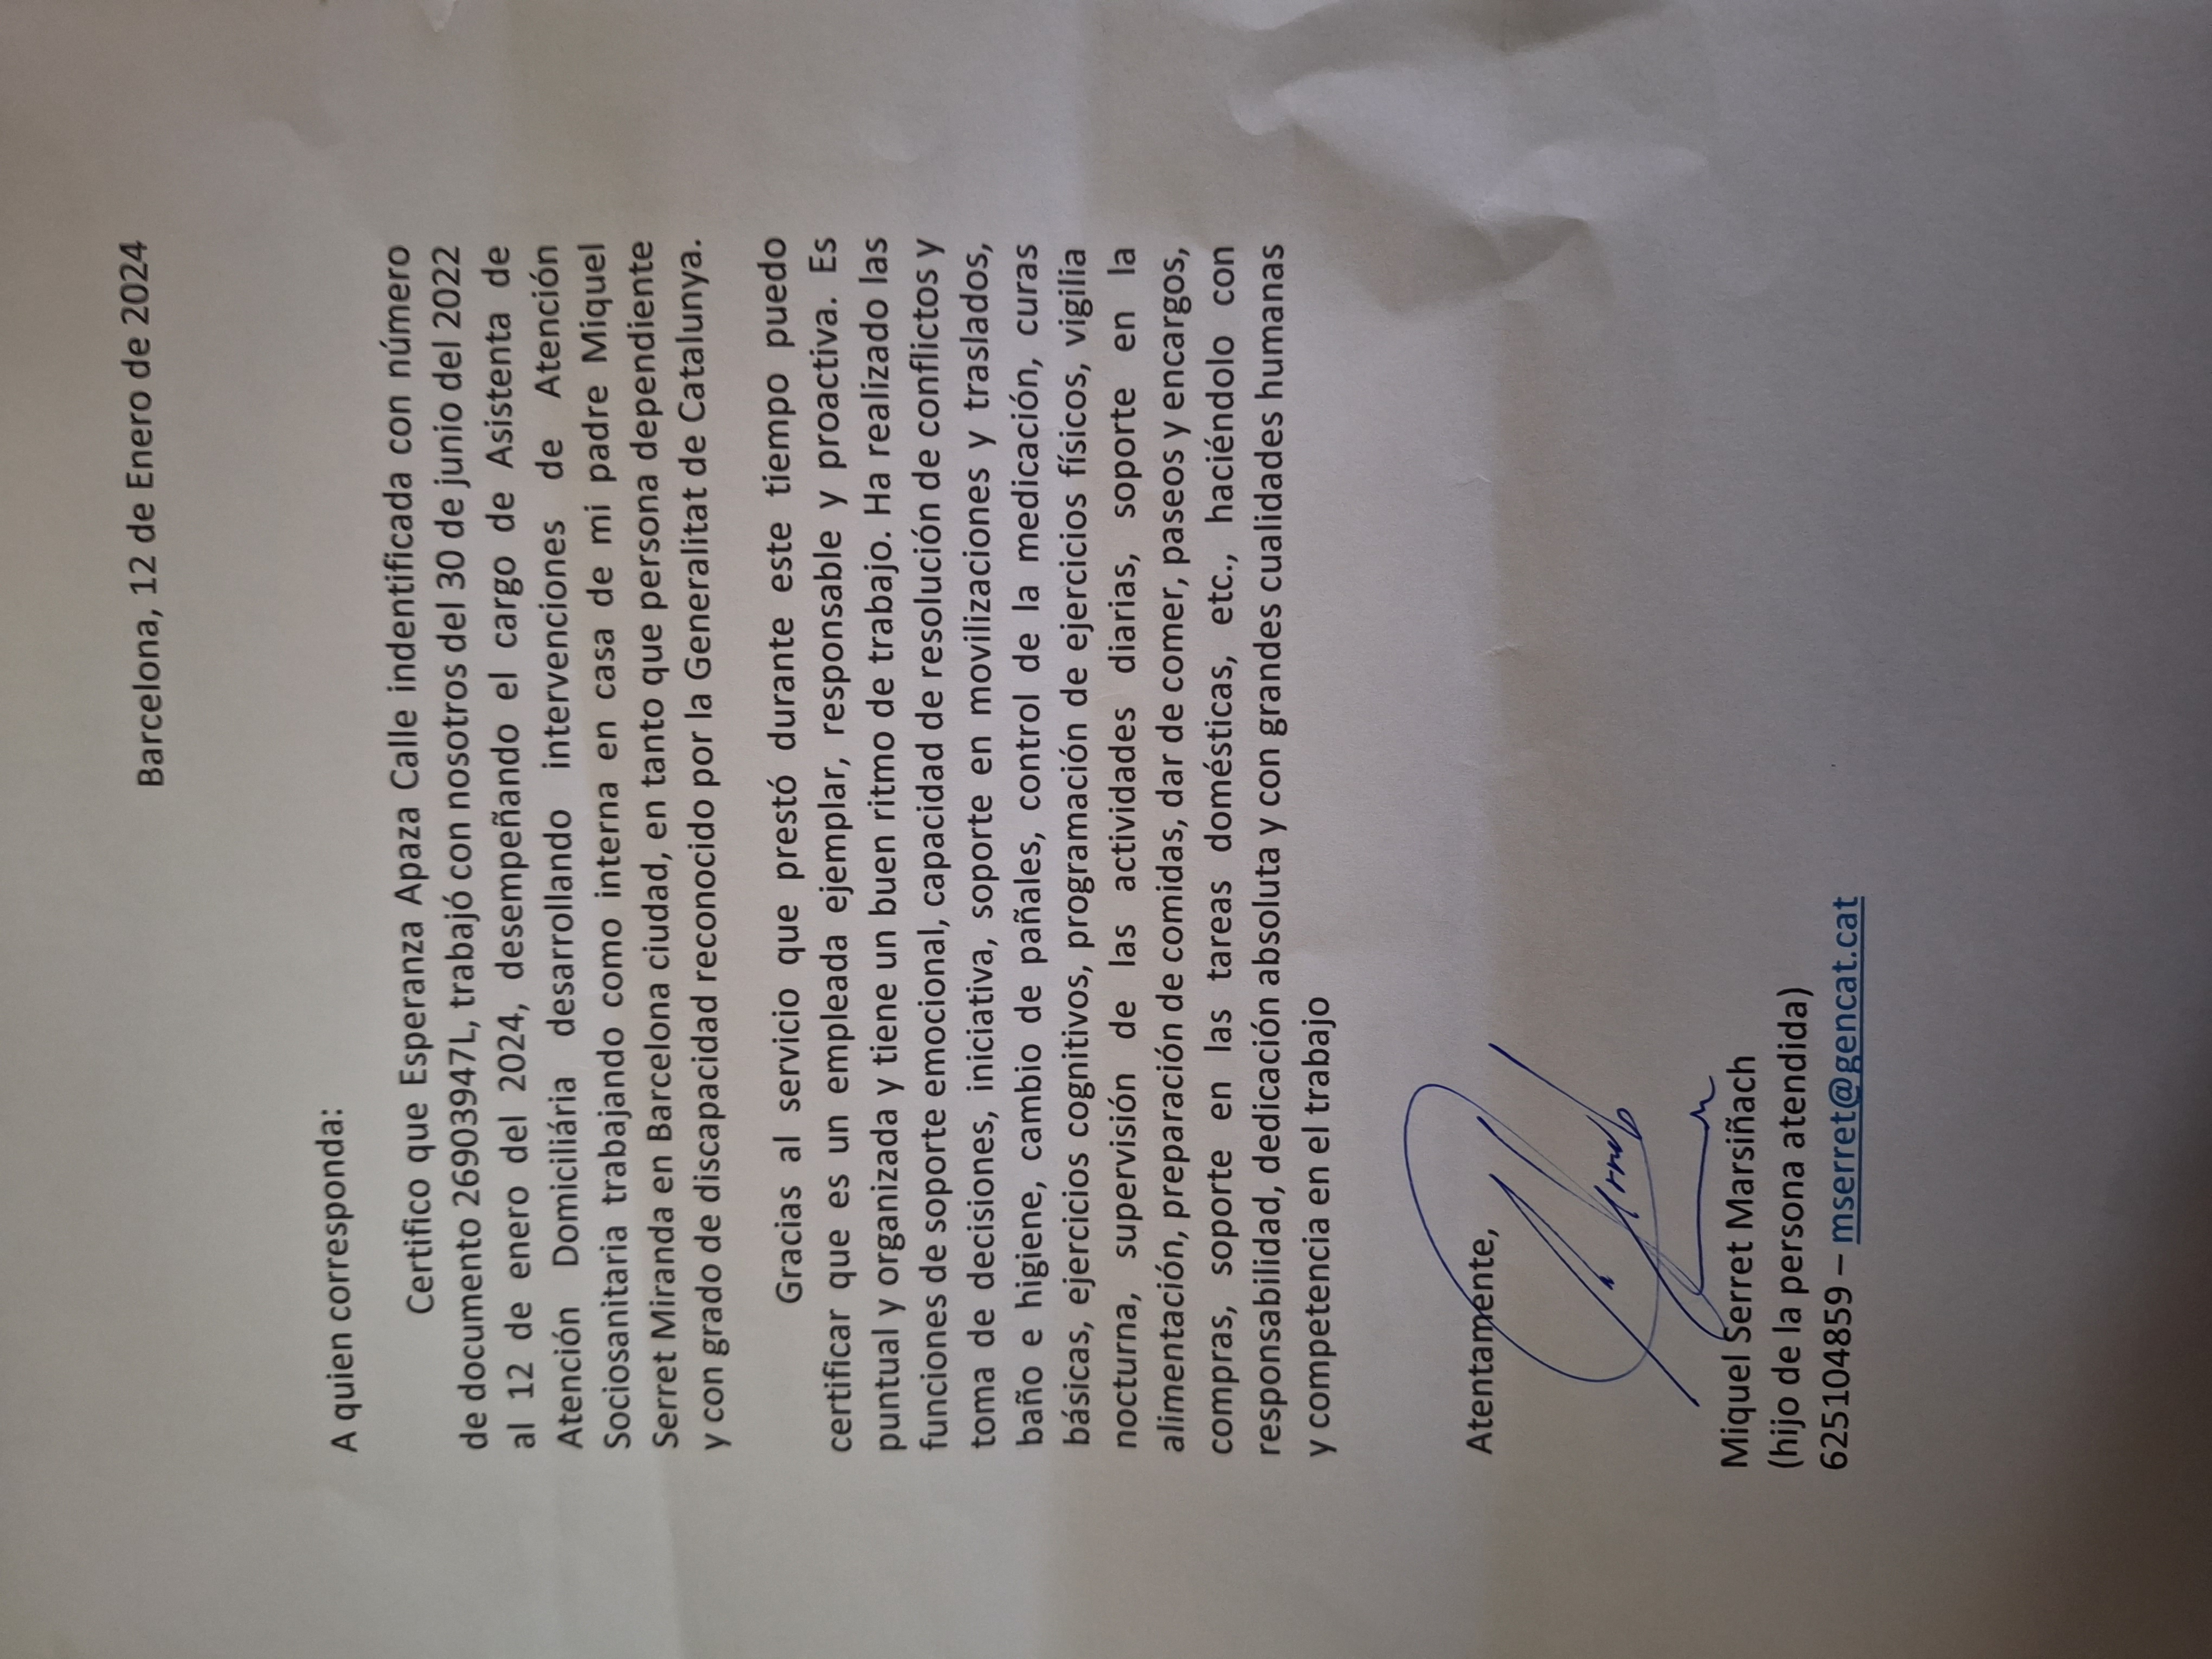 Barcelona, 12 de Enero de 2024
A quien corresponda:
Certifico que Esperanza Apaza Calle indentificada con número
de documento 26903947L, trabajó con nosotros del 30 de junio del 2022
al 12 de enero del 2024, desempeñando el cargo de Asistenta de
Atención Domiciliária desarrollando intervenciones de Atención
Sociosanitaria trabajando como interna en casa de mi padre Miquel
Serret Miranda en Barcelona ciudad, en tanto que persona dependiente
y con grado de discapacidad reconocido por la Generalitat de Catalunya.
Gracias al servicio que prestó durante este tiempo puedo
certificar que es un empleada ejemplar, responsable y proactiva. Es
puntual y organizada y tiene un buen ritmo de trabajo. Ha realizado las
funciones de soporte emocional, capacidad de resolución de conflictos y
toma de decisiones, iniciativa, soporte en movilizaciones y traslados,
baño e higiene, cambio de pañales, control de la medicación, curas
básicas, ejercicios cognitivos, programación de ejercicios físicos, vigilia
nocturna, supervisión de las actividades diarias, soporte en la
alimentación, preparación de comidas, dar de comer, paseos y encargos,
compras, soporte en las tareas domésticas, etc., haciéndolo con
responsabilidad, dedicación absoluta y con grandes cualidades humanas
y competencia en el trabajo
Atentamente,
Miquel Serret Marsiñach
(hijo de la persona atendida)
625104859 – mserret@gencat.cat